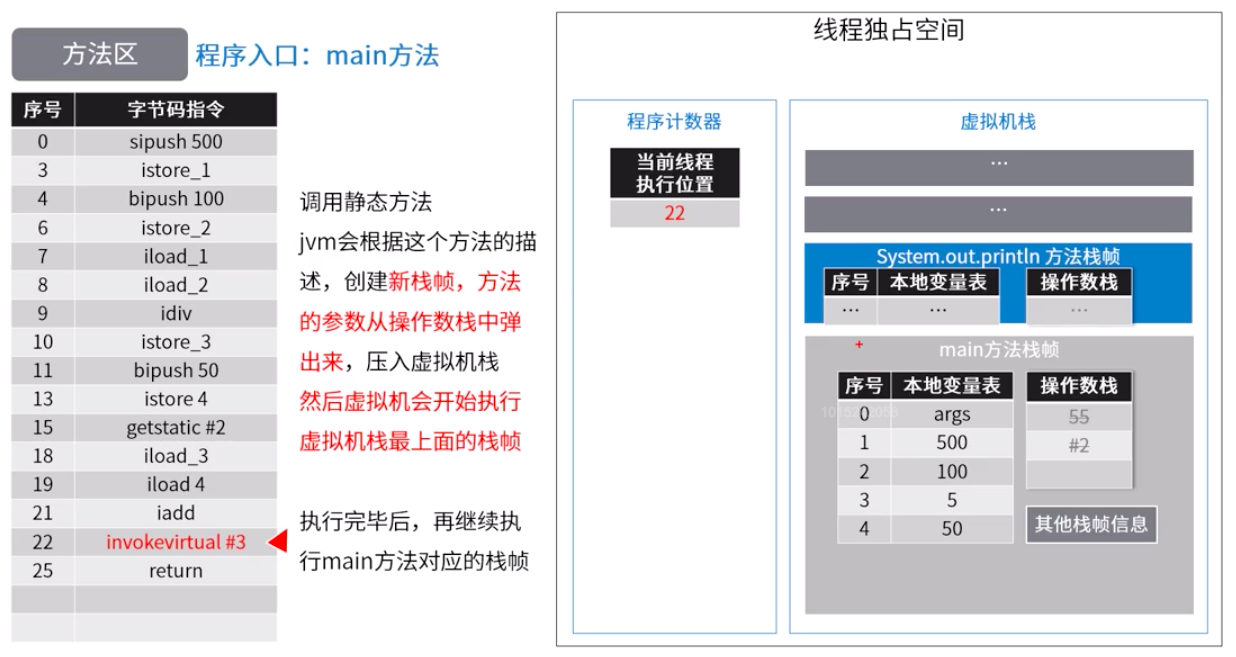 方法区 程序入口：main方法
序号 字节码指令
0 sipush 500
3 istore_1
4 bipush 100
6 istore_2
7 iload_1
8 iload_2
9 idiv
10 istore_3
11 bipush 50
13 istore 4
15 getstatic #2
18 iload_3
19 iload 4
21 iadd
22 invokevirtual #3
25 return
调用静态方法
jvm会根据这个方法的描
述，创建新栈帧，方法
的参数从操作数栈中弹
出来，压入虚拟机栈
然后虚拟机会开始执行
虚拟机栈最上面的栈帧
执行完毕后，再继续执
行main方法对应的栈帧
线程独占空间
程序计数器
当前线程
执行位置
22
虚拟机栈
...
...
System.out.println 方法栈帧
序号 本地变量表 操作数栈
... ... ...
+
main方法栈帧
序号 本地变量表 操作数栈
0 args 55
1 500 #2
2 100
3 5
4 50
其他栈帧信息